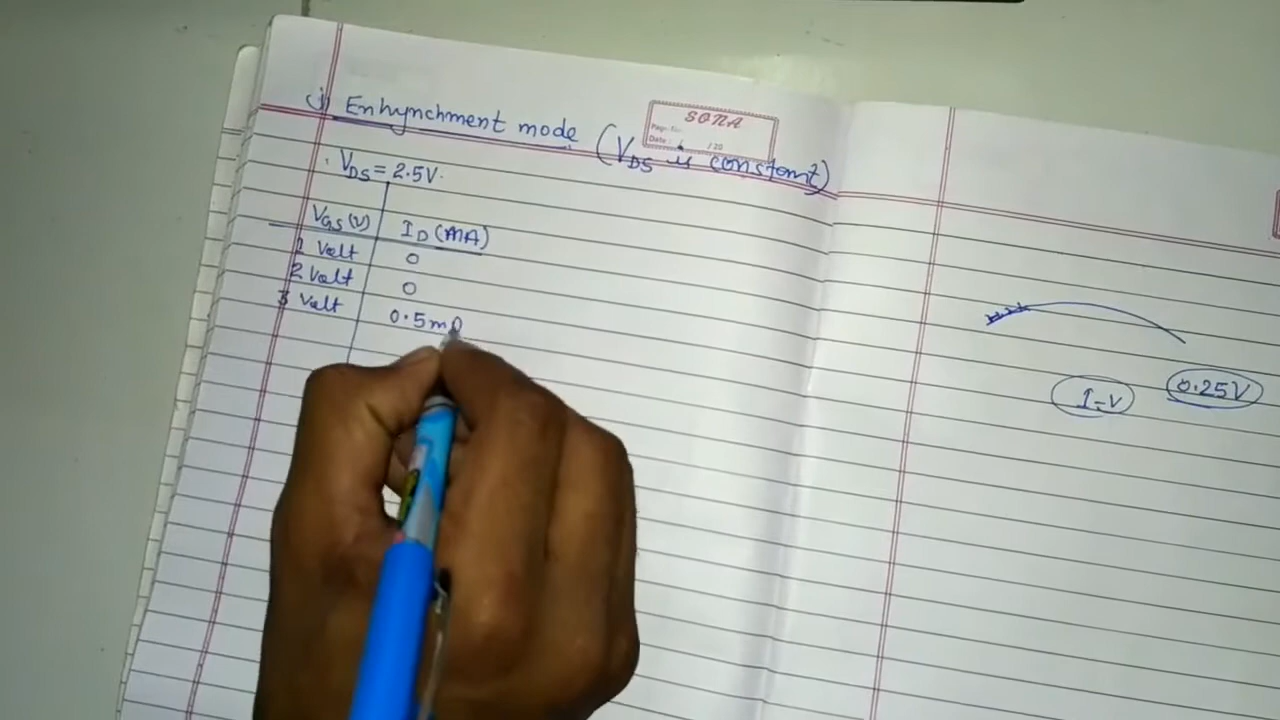 (i) Enhynchment mode (VDS is constant)
SONA
Page No.
Date / /20
VDS = 2.5V.
VGS(V) ID(MA)
1 Volt 0
2 Volt 0
3 Volt 0.5m
1-V 0.25V